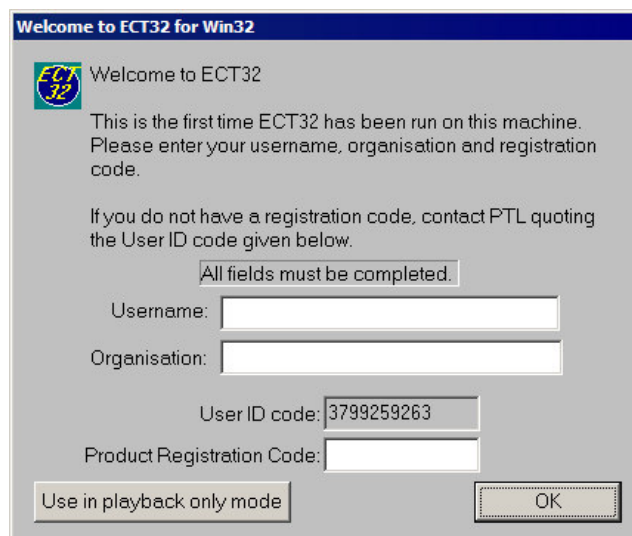 Welcome to ECT32 for Win32
ECT
32
Welcome to ECT32
This is the first time ECT32 has been run on this machine.
Please enter your username, organisation and registration
code.
If you do not have a registration code, contact PTL quoting
the User ID code given below.
All fields must be completed.
Username:
Organisation:
User ID code: 3799259263
Product Registration Code:
Use in playback only mode OK